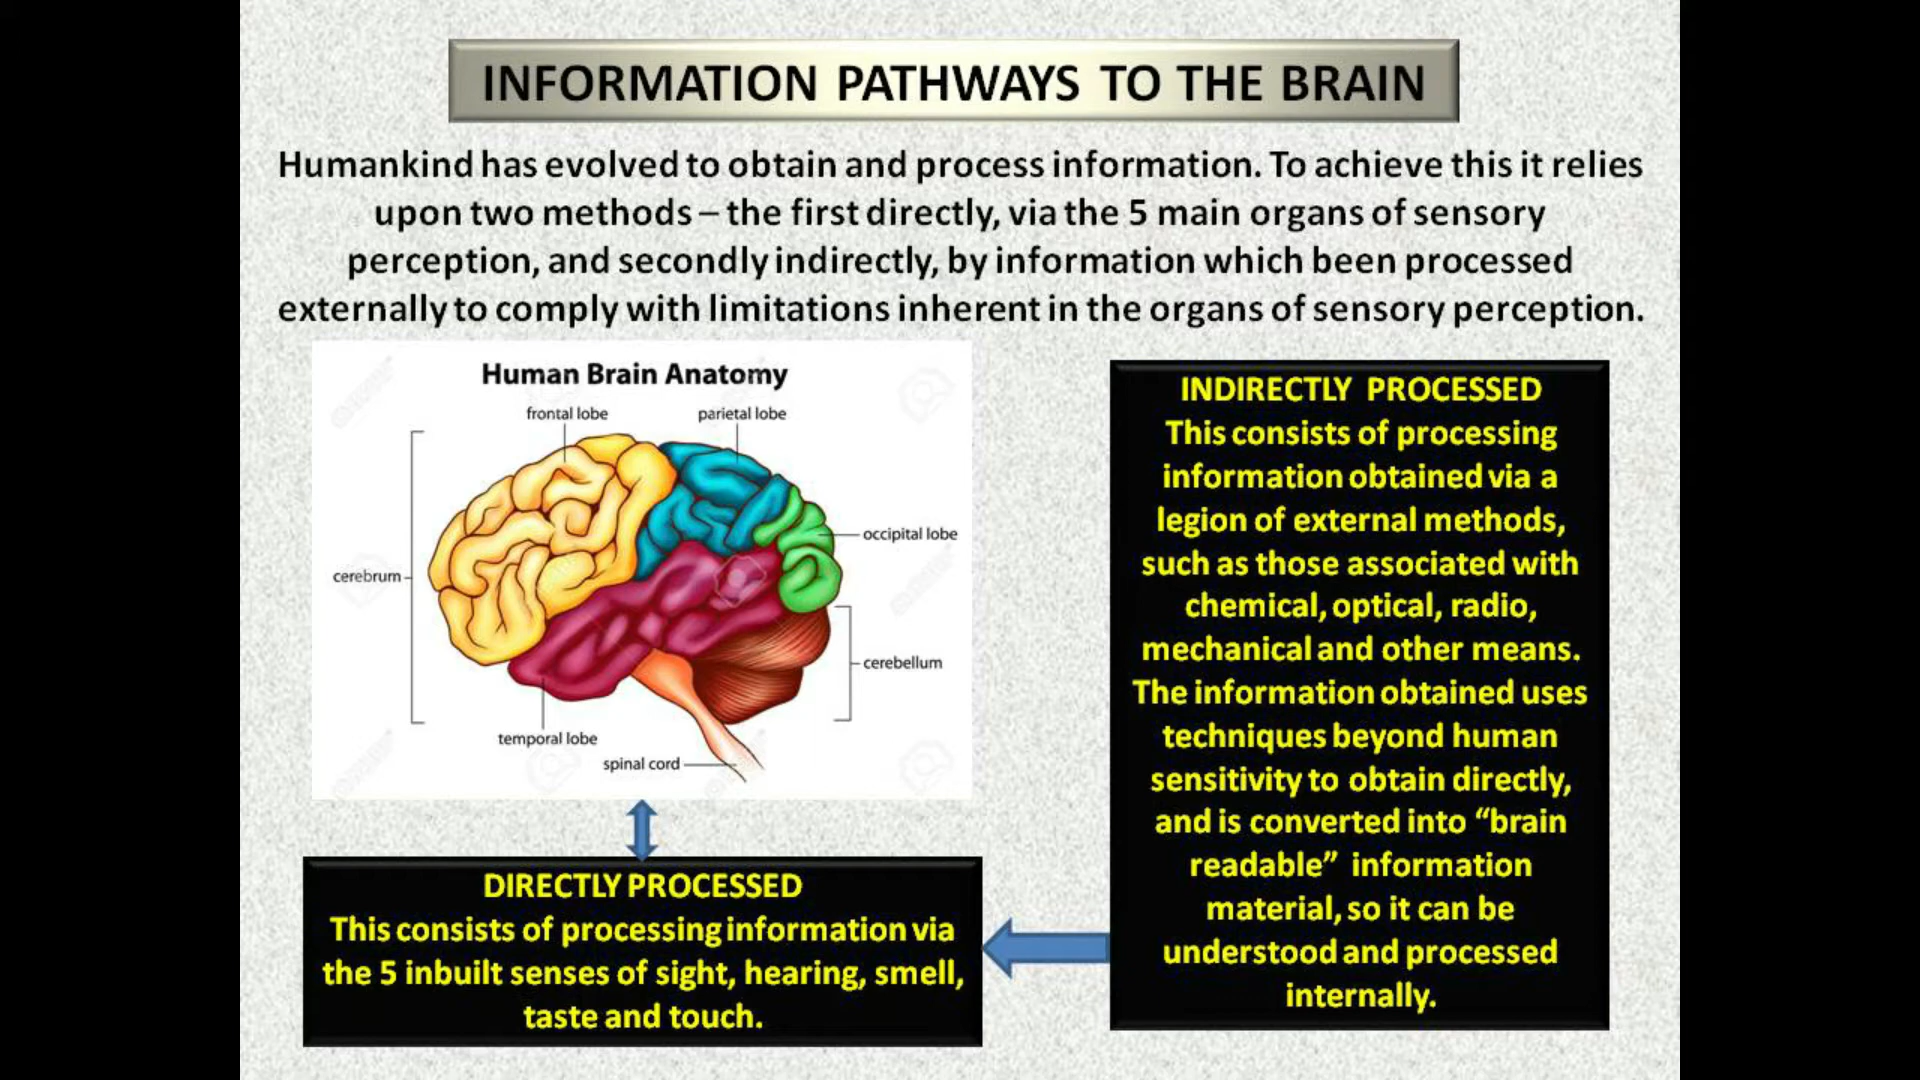 INFORMATION PATHWAYS TO THE BRAIN
Humankind has evolved to obtain and process information. To achieve this it relies
upon two methods – the first directly, via the 5 main organs of sensory
perception, and secondly indirectly, by information which been processed
externally to comply with limitations inherent in the organs of sensory perception.
Human Brain Anatomy
frontal lobe
parietal lobe
occipital lobe
cerebrum
cerebellum
temporal lobe
spinal cord
DIRECTLY PROCESSED
This consists of processing information via
the 5 inbuilt senses of sight, hearing, smell,
taste and touch.
INDIRECTLY PROCESSED
This consists of processing
information obtained via a
legion of external methods,
such as those associated with
chemical, optical, radio,
mechanical and other means.
The information obtained uses
techniques beyond human
sensitivity to obtain directly,
and is converted into “brain
readable” information
material, so it can be
understood and processed
internally.